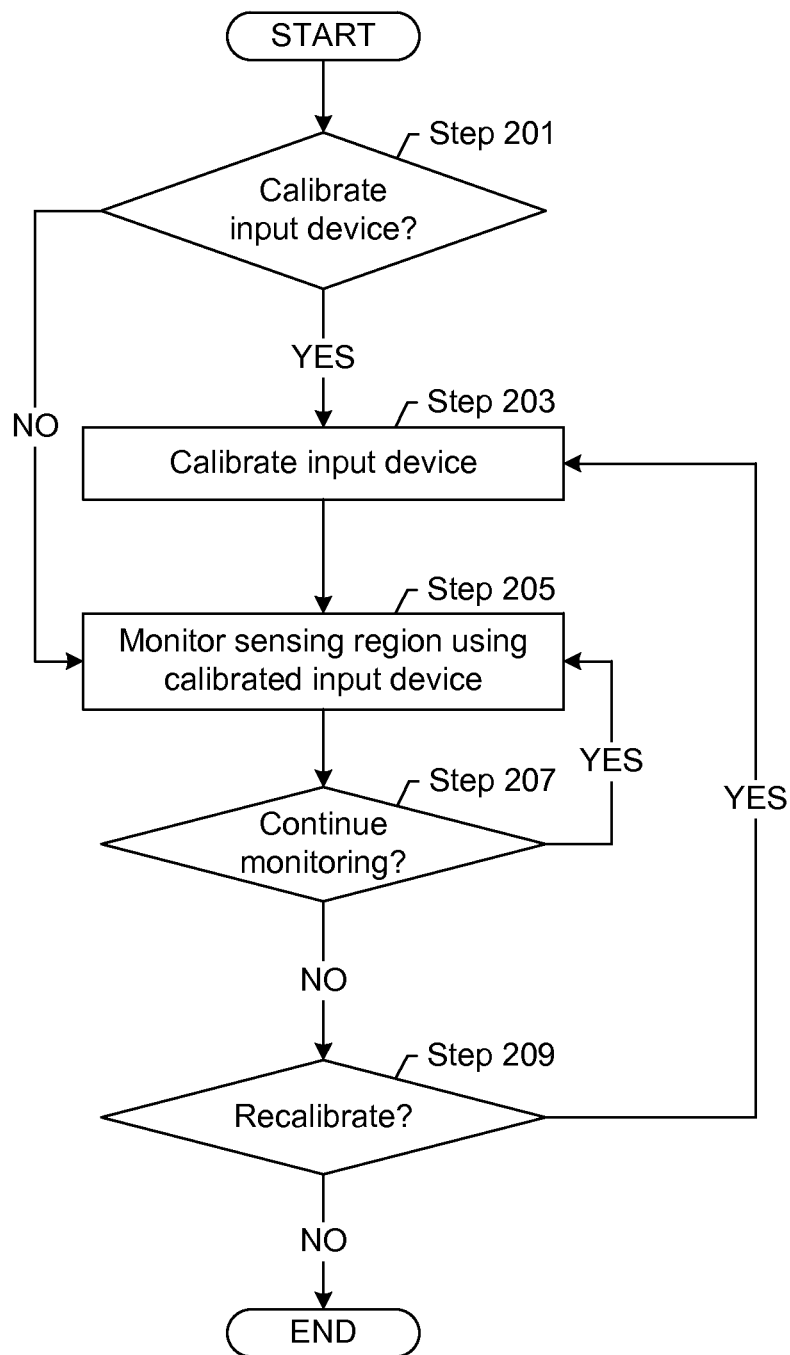 START
Step 201
Calibrate
input device?
YES
NO
Step 203
Calibrate input device
Step 205
Monitor sensing region using
calibrated input device
YES
Step 207
YES
Continue
monitoring?
NO
Step 209
Recalibrate?
NO
END